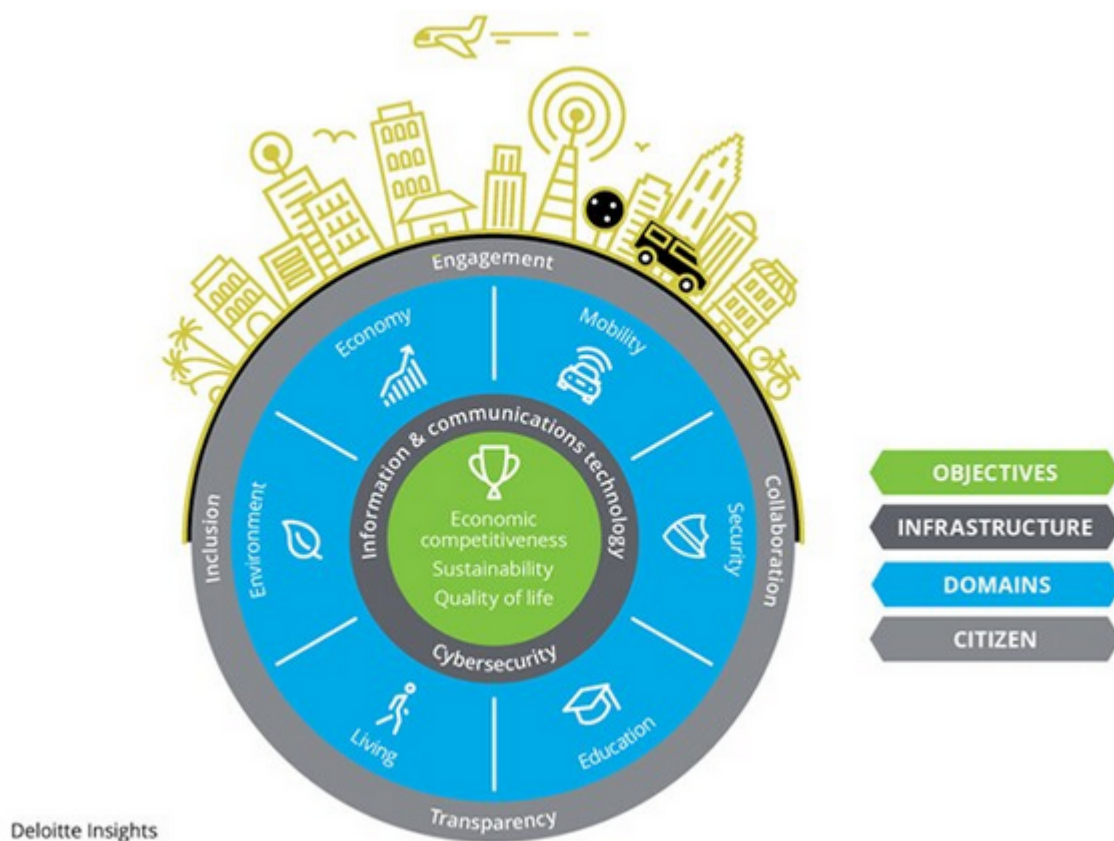 Engagement
Economy
Mobility
Information & communications technology
Inclusion
Environment
Economic
competitiveness
Sustainability
Quality of life
Security
Collaboration
Cybersecurity
Living
Education
Transparency
OBJECTIVES
INFRASTRUCTURE
DOMAINS
CITIZEN
Deloitte Insights